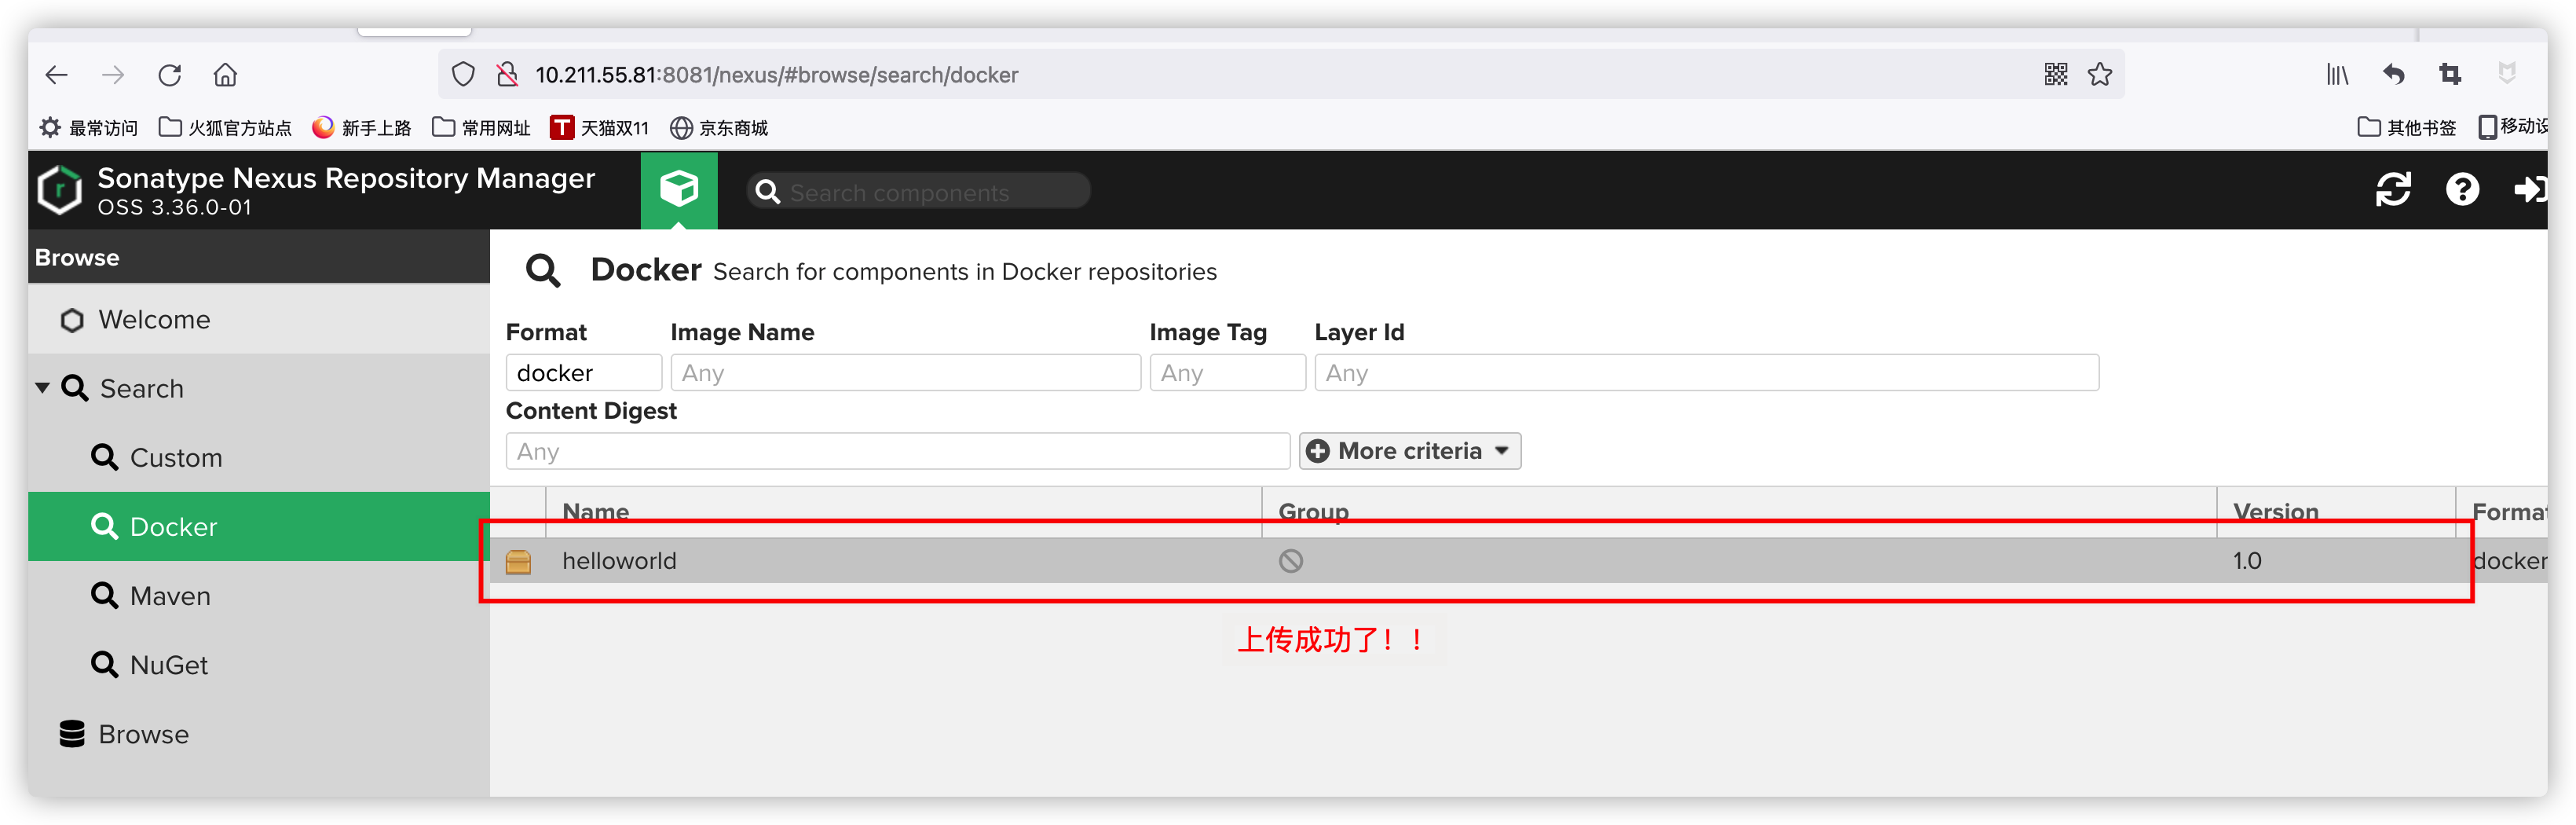 10.211.55.81:8081/nexus/#browse/search/docker
最常访问 火狐官方站点 新手上路 常用网址 T 天猫双11 京东商城 其他书签 移动设
Sonatype Nexus Repository Manager
OSS 3.36.0-01
Search components
Browse
Welcome
Search
Custom
Docker
Maven
NuGet
Browse
Docker Search for components in Docker repositories
Format Image Name Image Tag Layer Id
docker Any Any Any
Content Digest
Any More criteria
Name Group Version Format
helloworld 1.0 docker
上传成功了！！